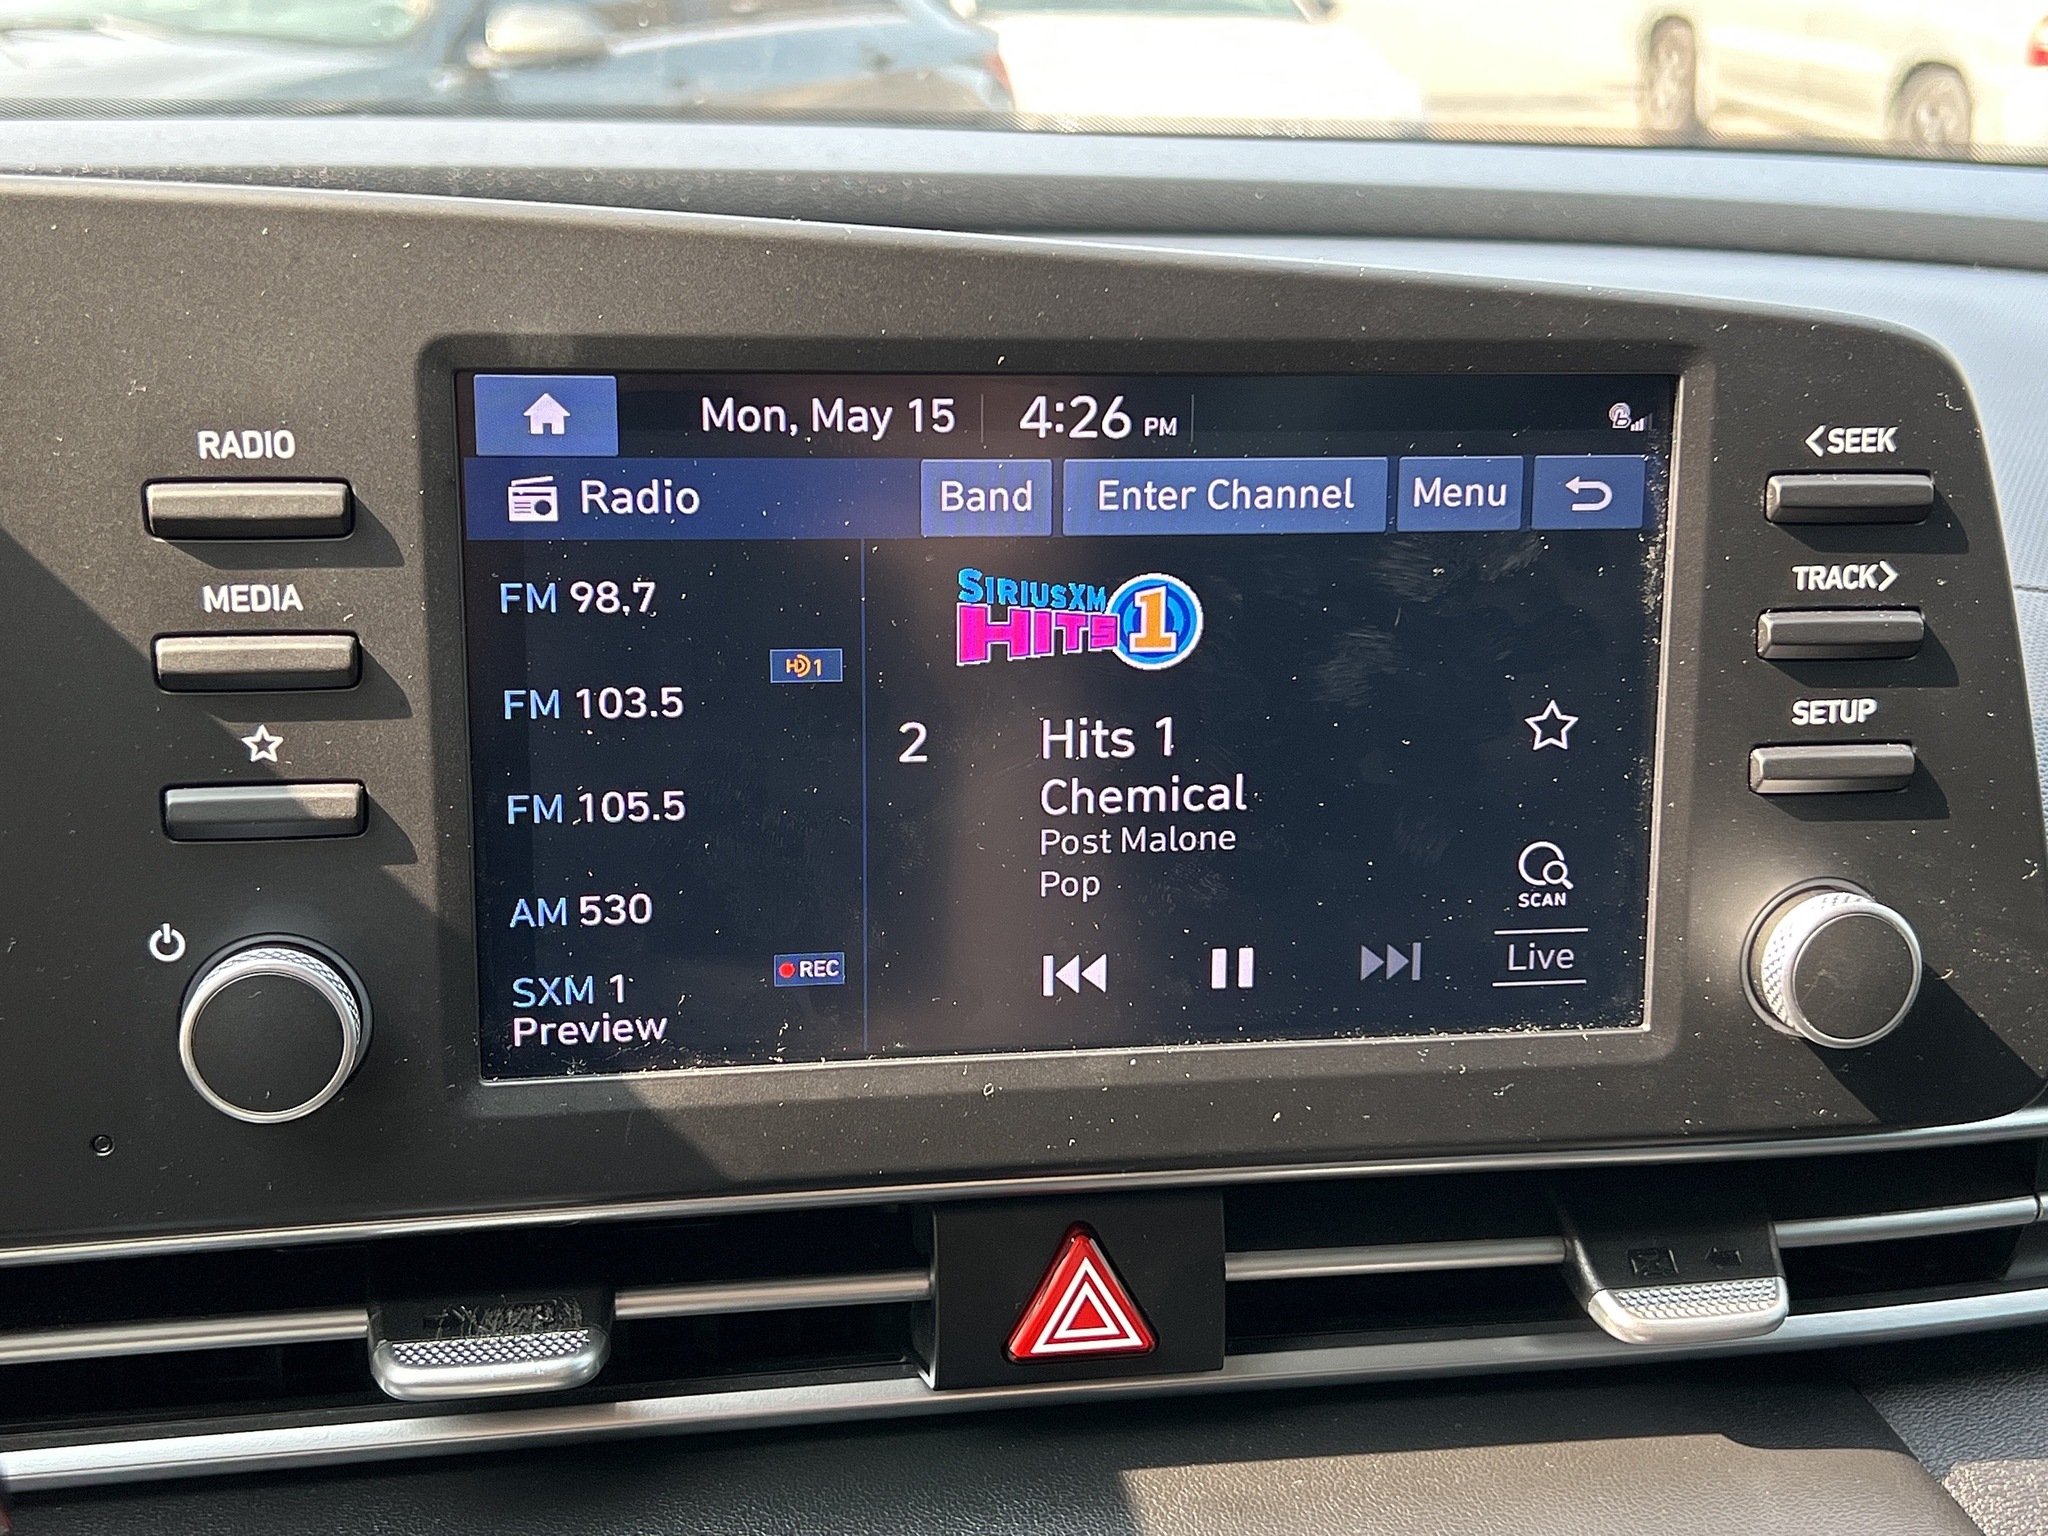 RADIO
MEDIA
Mon, May 15
4:26 PM
Radio
Band
Enter Channel
Menu
FM 98.7
HD 1
FM 103.5
FM 105.5
AM 530
REC
SXM 1
Preview
SIRIUSXM
HITS 1
2
Hits 1
Chemical
Post Malone
Pop
SCAN
Live
<SEEK
TRACK>
SETUP